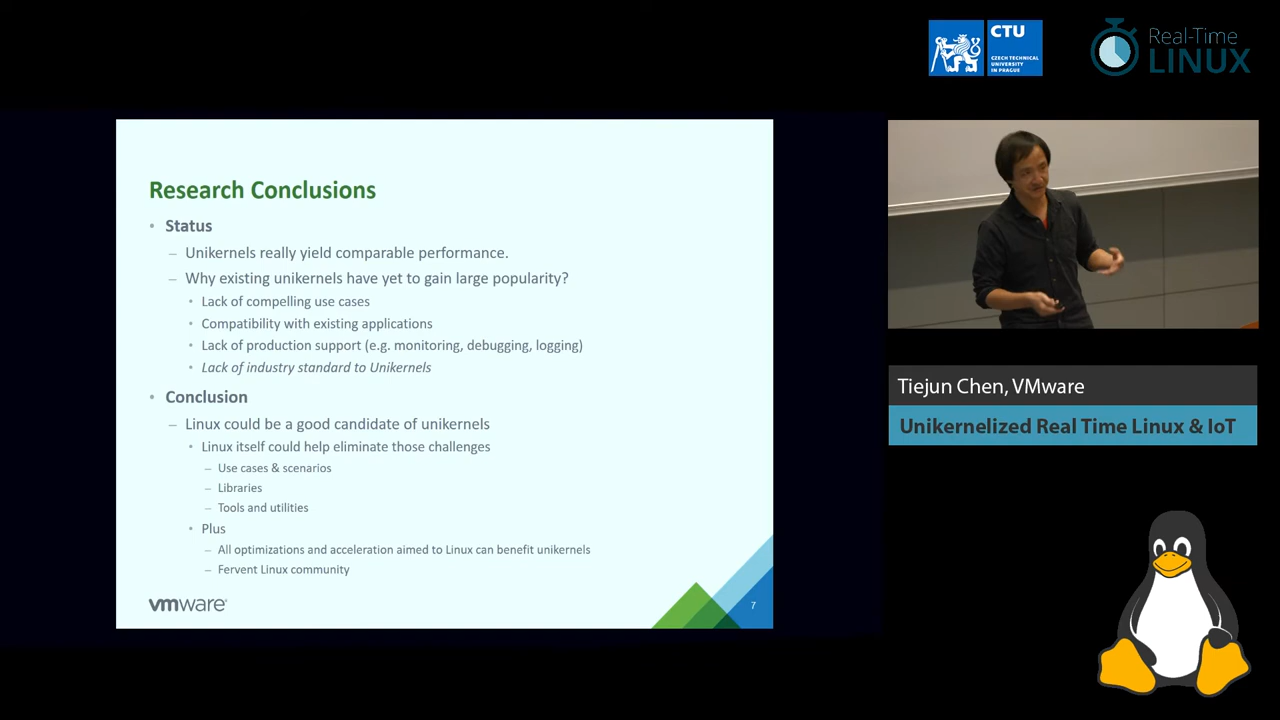 CTU
CZECH TECHNICAL
UNIVERSITY
IN PRAGUE
Real-Time
LINUX
Research Conclusions
• Status
– Unikernels really yield comparable performance.
– Why existing unikernels have yet to gain large popularity?
• Lack of compelling use cases
• Compatibility with existing applications
• Lack of production support (e.g. monitoring, debugging, logging)
• Lack of industry standard to Unikernels
• Conclusion
– Linux could be a good candidate of unikernels
• Linux itself could help eliminate those challenges
– Use cases & scenarios
– Libraries
– Tools and utilities
• Plus
– All optimizations and acceleration aimed to Linux can benefit unikernels
– Fervent Linux community
vmware
7
Tiejun Chen, VMware
Unikernelized Real Time Linux & IoT